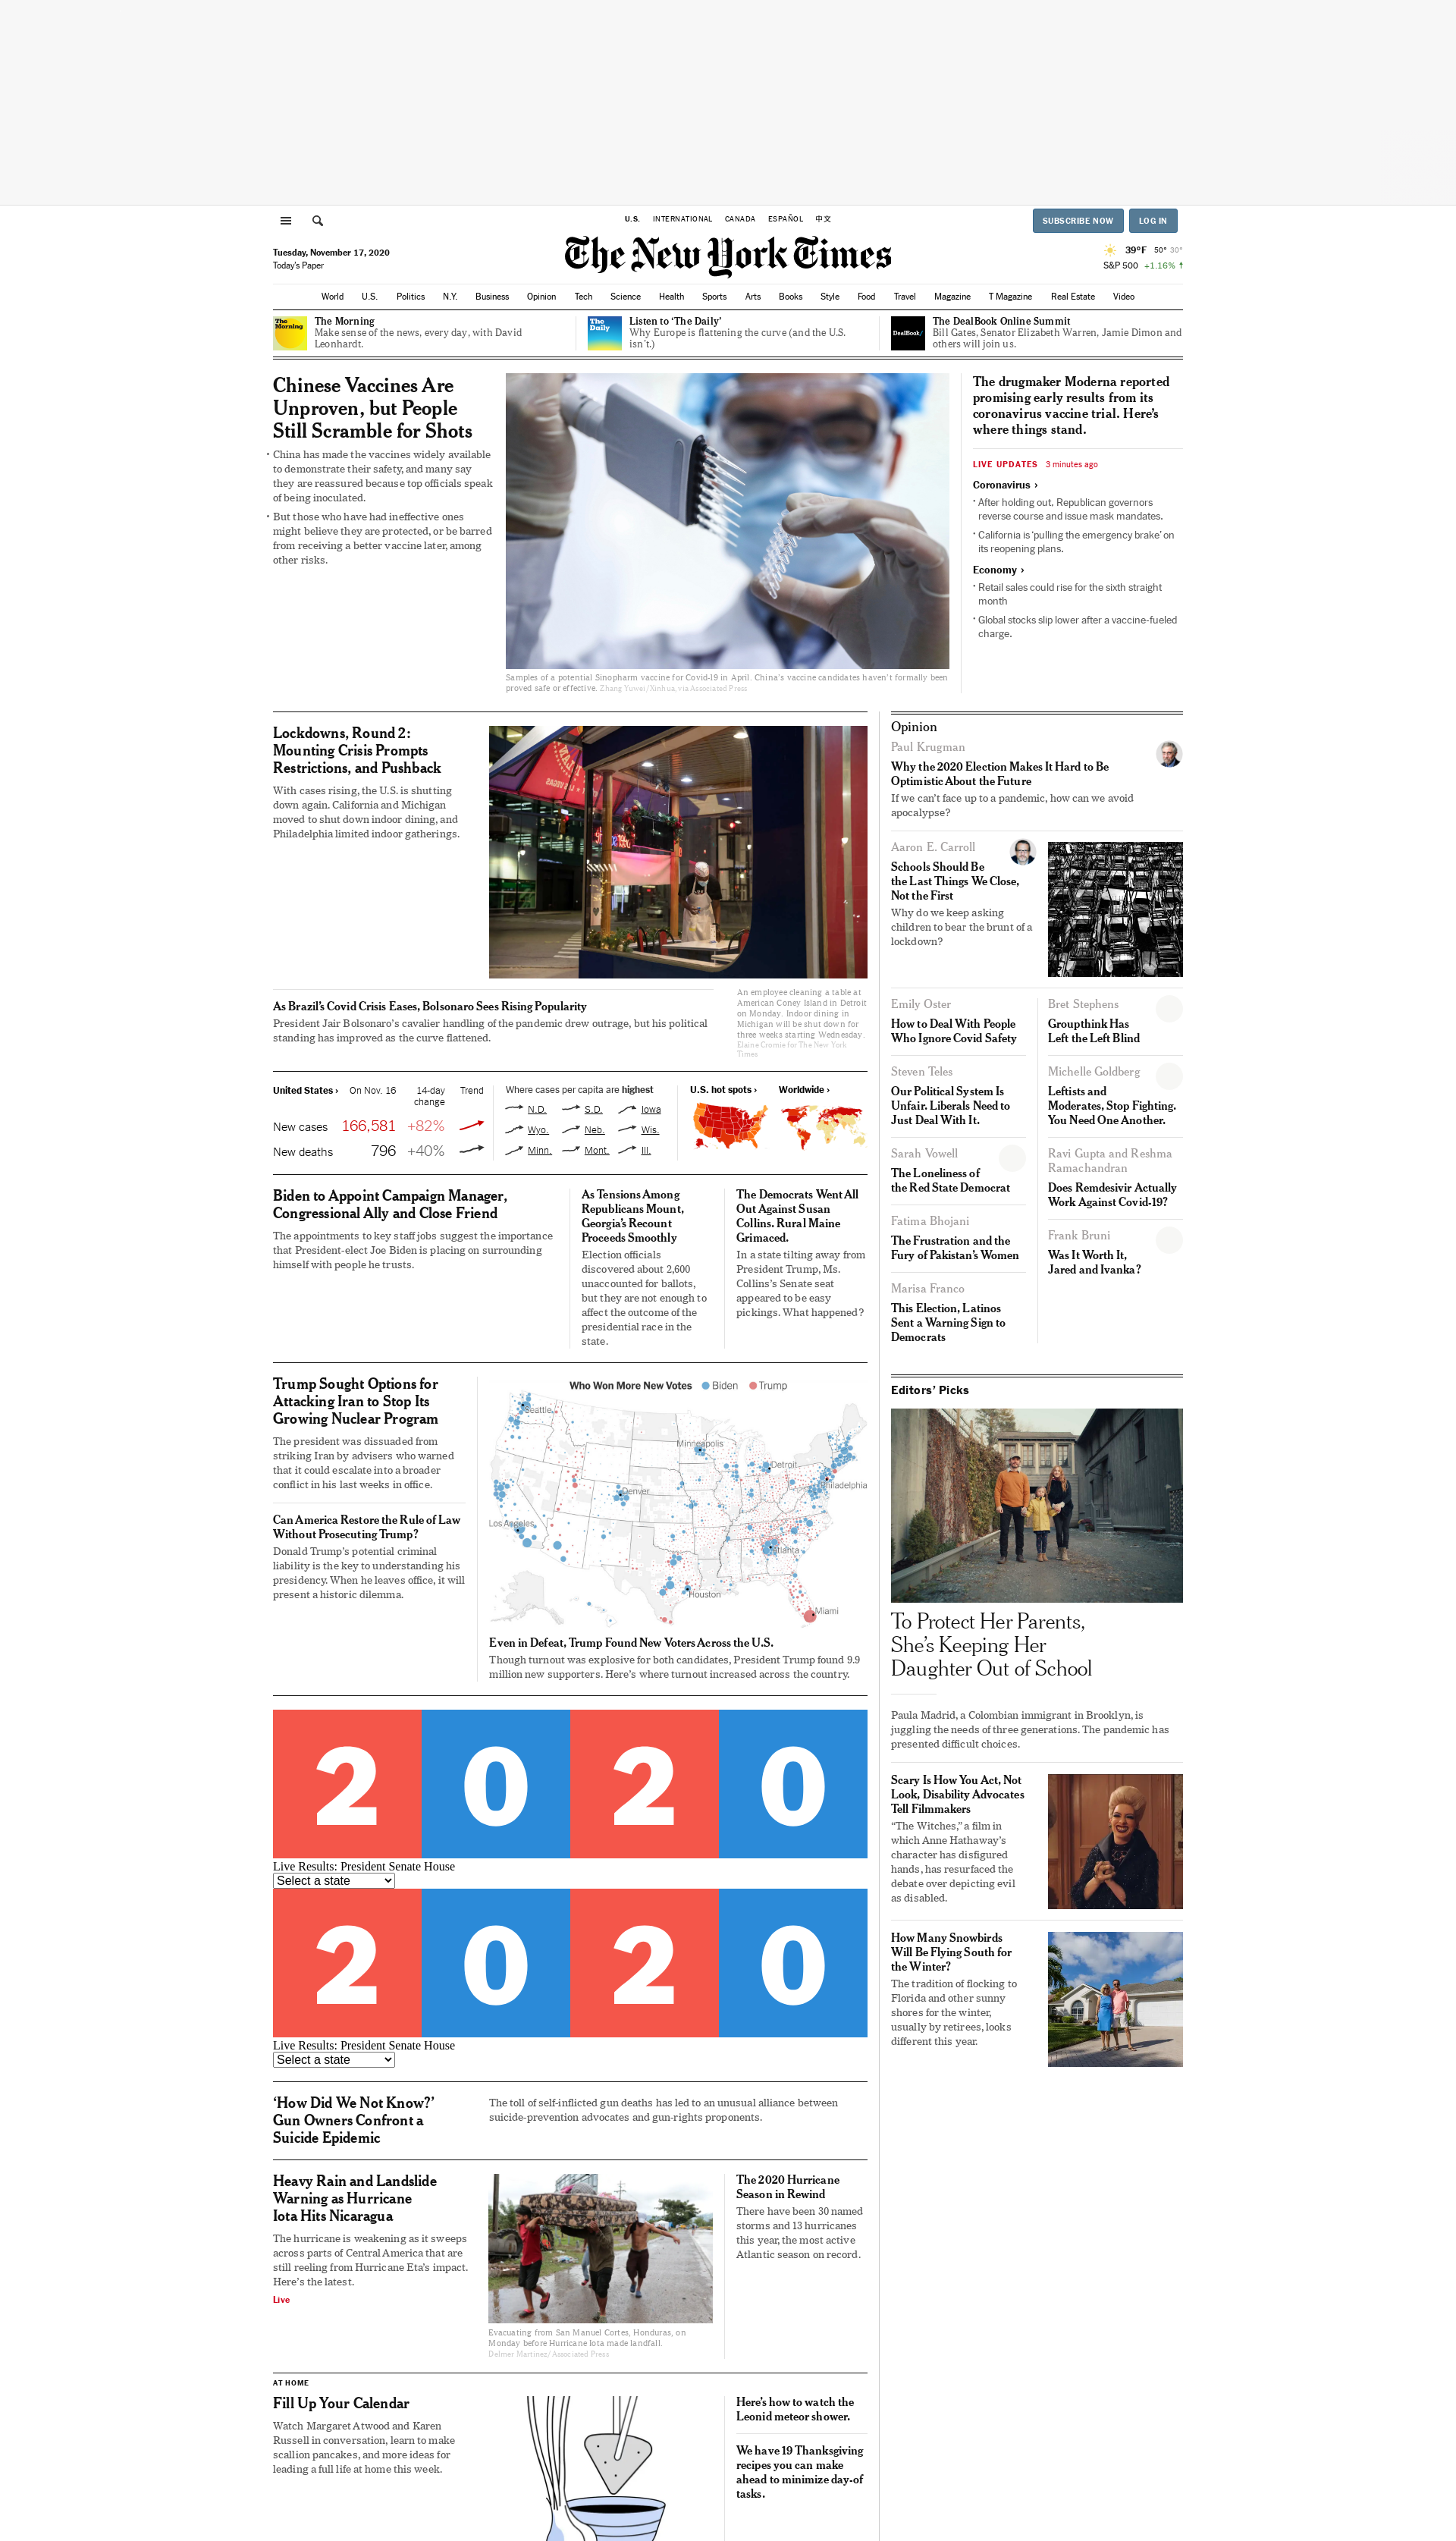 U.S. INTERNATIONAL CANADA ESPAÑOL 中文
SUBSCRIBE NOW LOG IN
Tuesday, November 17, 2020
Today's Paper
The New York Times
39°F 50° 30°
S&P 500 +1.16%
World U.S. Politics N.Y. Business Opinion Tech Science Health Sports Arts Books Style Food Travel Magazine T Magazine Real Estate Video
The Morning
The Morning
Make sense of the news, every day, with David
Leonhardt.
The Daily
Listen to ‘The Daily’
Why Europe is flattening the curve (and the U.S.
isn’t.)
DealBook/
The DealBook Online Summit
Bill Gates, Senator Elizabeth Warren, Jamie Dimon and
others will join us.
Chinese Vaccines Are
Unproven, but People
Still Scramble for Shots
China has made the vaccines widely available
to demonstrate their safety, and many say
they are reassured because top officials speak
of being inoculated.
But those who have had ineffective ones
might believe they are protected, or be barred
from receiving a better vaccine later, among
other risks.
Samples of a potential Sinopharm vaccine for Covid-19 in April. China’s vaccine candidates haven’t formally been
proved safe or effective. Zhang Yuwei/Xinhua, via Associated Press
The drugmaker Moderna reported
promising early results from its
coronavirus vaccine trial. Here’s
where things stand.
LIVE UPDATES 3 minutes ago
Coronavirus ›
After holding out, Republican governors
reverse course and issue mask mandates.
California is ‘pulling the emergency brake’ on
its reopening plans.
Economy ›
Retail sales could rise for the sixth straight
month
Global stocks slip lower after a vaccine-fueled
charge.
Lockdowns, Round 2:
Mounting Crisis Prompts
Restrictions, and Pushback
With cases rising, the U.S. is shutting
down again. California and Michigan
moved to shut down indoor dining, and
Philadelphia limited indoor gatherings.
An employee cleaning a table at
American Coney Island in Detroit
on Monday. Indoor dining in
Michigan will be shut down for
three weeks starting Wednesday.
Elaine Cromie for The New York
Times
As Brazil’s Covid Crisis Eases, Bolsonaro Sees Rising Popularity
President Jair Bolsonaro’s cavalier handling of the pandemic drew outrage, but his political
standing has improved as the curve flattened.
United States › On Nov. 16 14-day
change Trend
New cases 166,581 +82%
New deaths 796 +40%
Where cases per capita are highest
N.D. S.D. Iowa
Wyo. Neb. Wis.
Minn. Mont. Ill.
U.S. hot spots › Worldwide ›
Biden to Appoint Campaign Manager,
Congressional Ally and Close Friend
The appointments to key staff jobs suggest the importance
that President-elect Joe Biden is placing on surrounding
himself with people he trusts.
As Tensions Among
Republicans Mount,
Georgia’s Recount
Proceeds Smoothly
Election officials
discovered about 2,600
unaccounted for ballots,
but they are not enough to
affect the outcome of the
presidential race in the
state.
The Democrats Went All
Out Against Susan
Collins. Rural Maine
Grimaced.
In a state tilting away from
President Trump, Ms.
Collins’s Senate seat
appeared to be easy
pickings. What happened?
Trump Sought Options for
Attacking Iran to Stop Its
Growing Nuclear Program
The president was dissuaded from
striking Iran by advisers who warned
that it could escalate into a broader
conflict in his last weeks in office.
Can America Restore the Rule of Law
Without Prosecuting Trump?
Donald Trump’s potential criminal
liability is the key to understanding his
presidency. When he leaves office, it will
present a historic dilemma.
Who Won More New Votes Biden Trump
Seattle
Minneapolis
Detroit
Philadelphia
Denver
Los Angeles
Atlanta
Houston
Miami
Even in Defeat, Trump Found New Voters Across the U.S.
Though turnout was explosive for both candidates, President Trump found 9.9
million new supporters. Here’s where turnout increased across the country.
2 0 2 0
Live Results: President Senate House
Select a state
2 0 2 0
Live Results: President Senate House
Select a state
‘How Did We Not Know?’
Gun Owners Confront a
Suicide Epidemic
The toll of self-inflicted gun deaths has led to an unusual alliance between
suicide-prevention advocates and gun-rights proponents.
Heavy Rain and Landslide
Warning as Hurricane
Iota Hits Nicaragua
The hurricane is weakening as it sweeps
across parts of Central America that are
still reeling from Hurricane Eta’s impact.
Here’s the latest.
Live
Evacuating from San Manuel Cortes, Honduras, on
Monday before Hurricane Iota made landfall.
Delmer Martinez/Associated Press
The 2020 Hurricane
Season in Rewind
There have been 30 named
storms and 13 hurricanes
this year, the most active
Atlantic season on record.
AT HOME
Fill Up Your Calendar
Watch Margaret Atwood and Karen
Russell in conversation, learn to make
scallion pancakes, and more ideas for
leading a full life at home this week.
Here’s how to watch the
Leonid meteor shower.
We have 19 Thanksgiving
recipes you can make
ahead to minimize day-of
tasks.
Opinion
Paul Krugman
Why the 2020 Election Makes It Hard to Be
Optimistic About the Future
If we can’t face up to a pandemic, how can we avoid
apocalypse?
Aaron E. Carroll
Schools Should Be
the Last Things We Close,
Not the First
Why do we keep asking
children to bear the brunt of a
lockdown?
Emily Oster
How to Deal With People
Who Ignore Covid Safety
Steven Teles
Our Political System Is
Unfair. Liberals Need to
Just Deal With It.
Sarah Vowell
The Loneliness of
the Red State Democrat
Fatima Bhojani
The Frustration and the
Fury of Pakistan’s Women
Marisa Franco
This Election, Latinos
Sent a Warning Sign to
Democrats
Bret Stephens
Groupthink Has
Left the Left Blind
Michelle Goldberg
Leftists and
Moderates, Stop Fighting.
You Need One Another.
Ravi Gupta and Reshma
Ramachandran
Does Remdesivir Actually
Work Against Covid-19?
Frank Bruni
Was It Worth It,
Jared and Ivanka?
Editors’ Picks
To Protect Her Parents,
She’s Keeping Her
Daughter Out of School
Paula Madrid, a Colombian immigrant in Brooklyn, is
juggling the needs of three generations. The pandemic has
presented difficult choices.
Scary Is How You Act, Not
Look, Disability Advocates
Tell Filmmakers
“The Witches,” a film in
which Anne Hathaway’s
character has disfigured
hands, has resurfaced the
debate over depicting evil
as disabled.
How Many Snowbirds
Will Be Flying South for
the Winter?
The tradition of flocking to
Florida and other sunny
shores for the winter,
usually by retirees, looks
different this year.